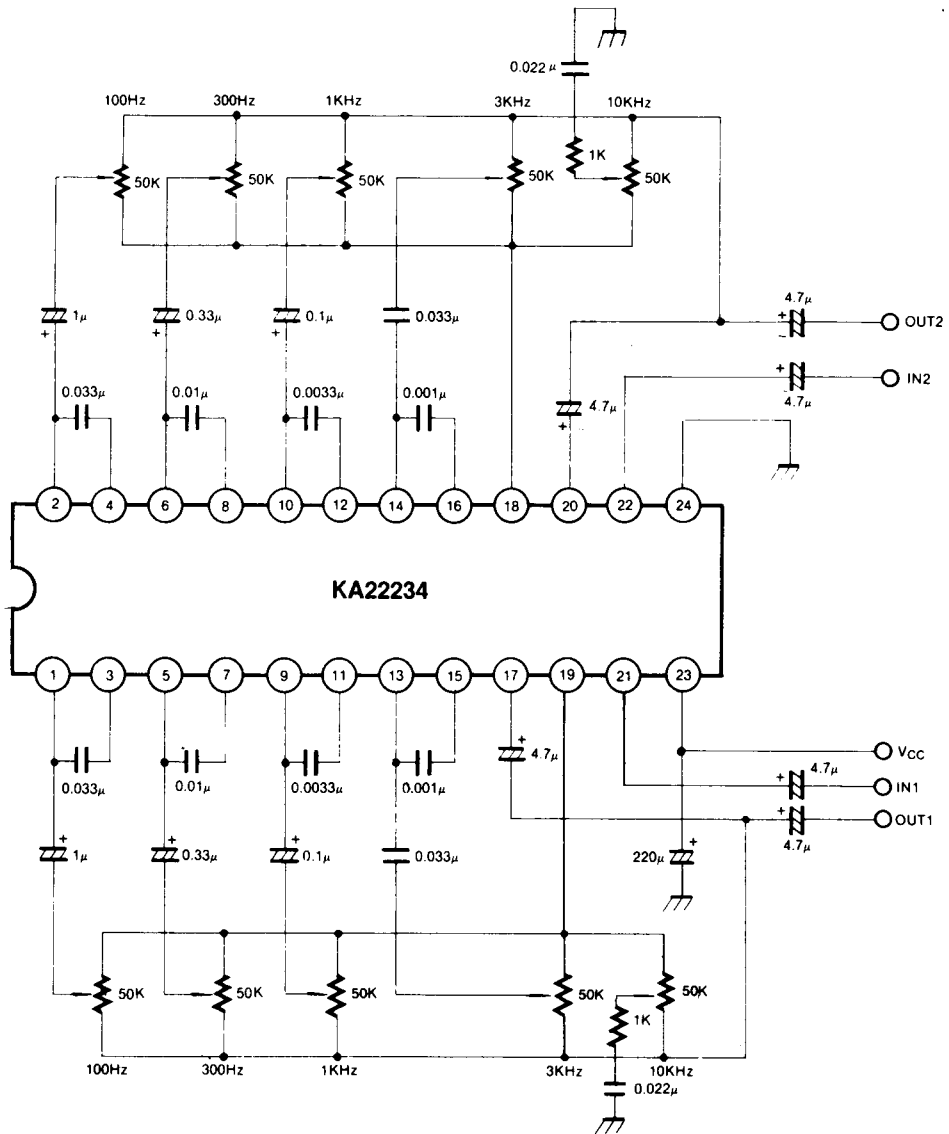 0.022μ
100Hz 300Hz 1KHz 3KHz 10KHz
1K
50K 50K 50K 50K 50K
1μ 0.33μ 0.1μ 0.033μ
+ + +
4.7μ
+
OUT2
+
IN2
4.7μ
0.033μ 0.01μ 0.0033μ 0.001μ 4.7μ
+
2 4 6 8 10 12 14 16 18 20 22 24
KA22234
1 3 5 7 9 11 13 15 17 19 21 23
+
4.7μ
VCC
0.033μ 0.01μ 0.0033μ 0.001μ
4.7μ
+
IN1
+
OUT1
4.7μ
+ + +
1μ 0.33μ 0.1μ 0.033μ
220μ +
50K 50K 50K 50K 50K
1K
100Hz 300Hz 1KHz 3KHz 10KHz
0.022μ